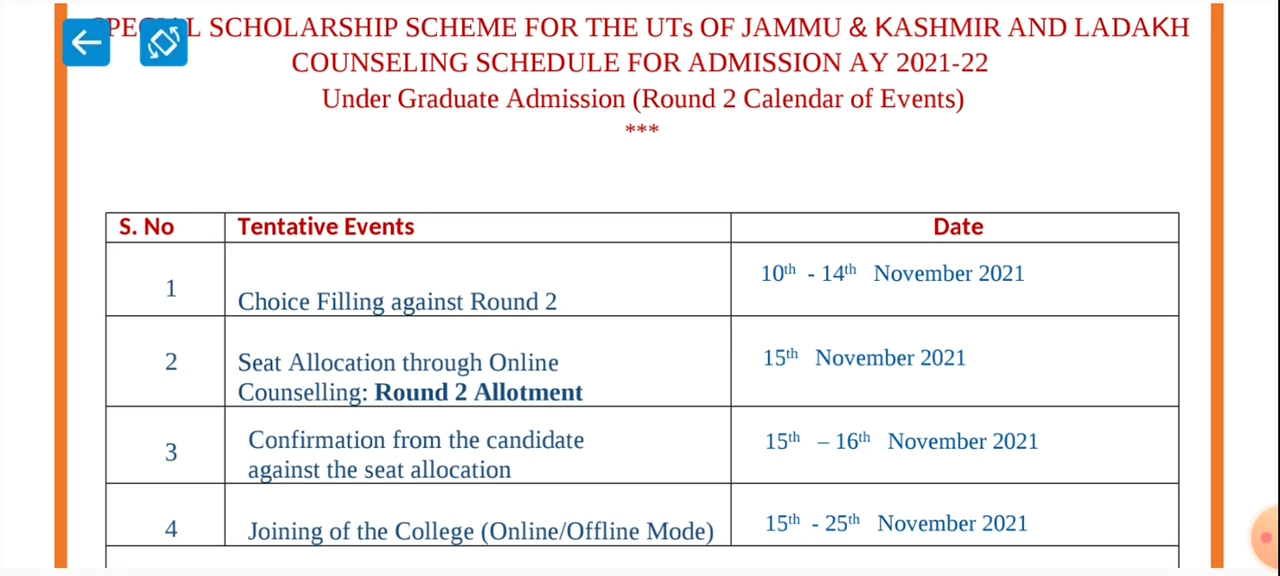 SPECIAL SCHOLARSHIP SCHEME FOR THE UTs OF JAMMU & KASHMIR AND LADAKH
COUNSELING SCHEDULE FOR ADMISSION AY 2021-22
Under Graduate Admission (Round 2 Calendar of Events)
***
S. No Tentative Events Date
1 Choice Filling against Round 2 10th - 14th November 2021
2 Seat Allocation through Online
Counselling: Round 2 Allotment 15th November 2021
3 Confirmation from the candidate
against the seat allocation 15th – 16th November 2021
4 Joining of the College (Online/Offline Mode) 15th - 25th November 2021